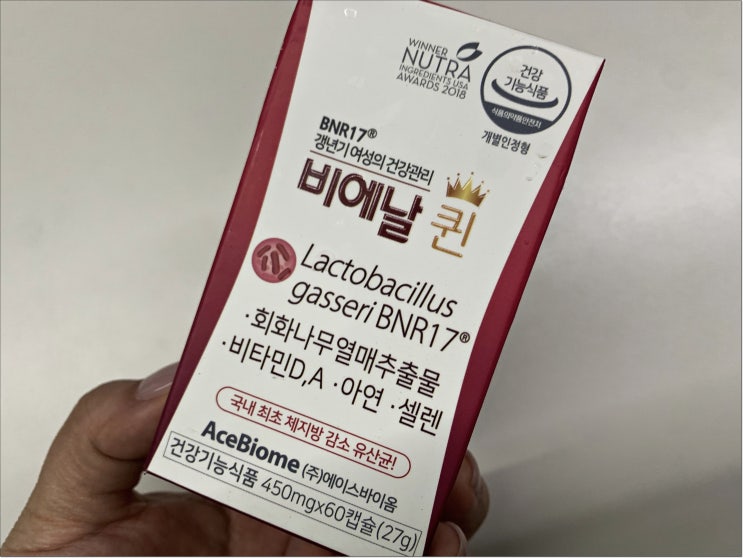 WINNER
NUTRA
INGREDIENTS USA
AWARDS 2018
건강
기능식품
식품의약품안전처
개별인정형
BNR17®
갱년기 여성의 건강관리
비에날 퀸
Lactobacillus
gasseri BNR17®
·회화나무열매추출물
·비타민D,A ·아연 ·셀렌
국내 최초 체지방 감소 유산균!
AceBiome (주)에이스바이옴
건강기능식품 450mgx60캡슐(27g)